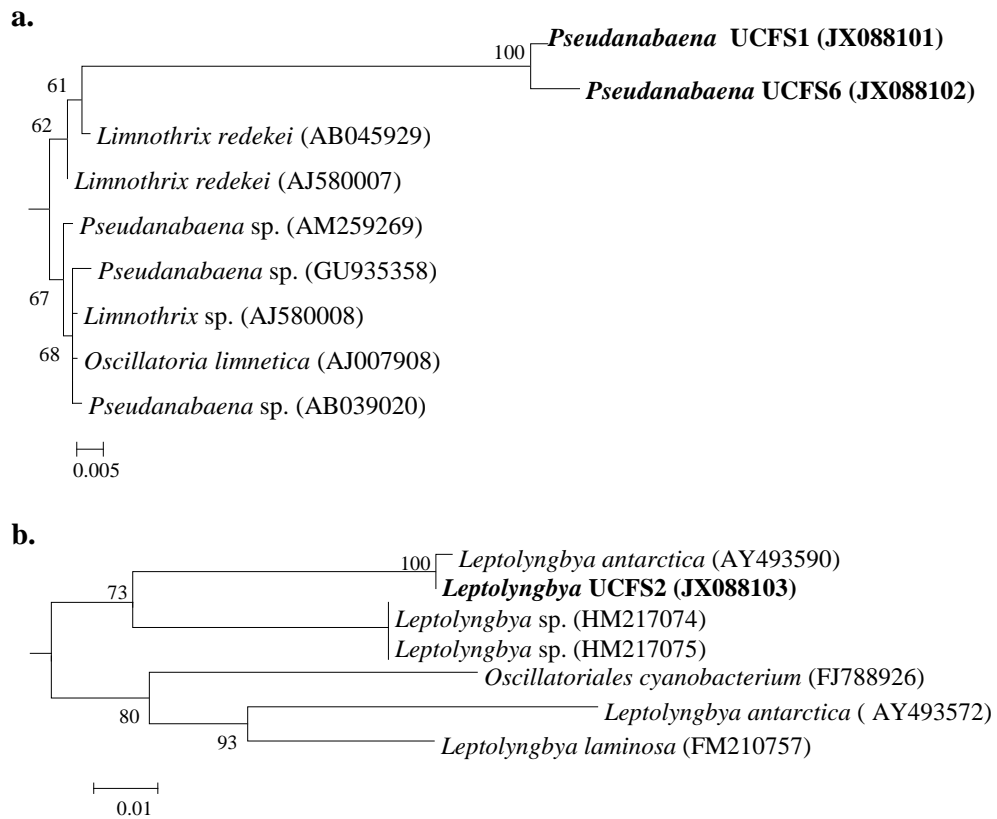 a.
100
Pseudanabaena UCFS1 (JX088101)
61
Pseudanabaena UCFS6 (JX088102)
62
Limnothrix redekei (AB045929)
Limnothrix redekei (AJ580007)
Pseudanabaena sp. (AM259269)
Pseudanabaena sp. (GU935358)
67
Limnothrix sp. (AJ580008)
68
Oscillatoria limnetica (AJ007908)
Pseudanabaena sp. (AB039020)
0.005
b.
100
Leptolyngbya antarctica (AY493590)
73
Leptolyngbya UCFS2 (JX088103)
Leptolyngbya sp. (HM217074)
Leptolyngbya sp. (HM217075)
Oscillatoriales cyanobacterium (FJ788926)
80
Leptolyngbya antarctica ( AY493572)
93
Leptolyngbya laminosa (FM210757)
0.01